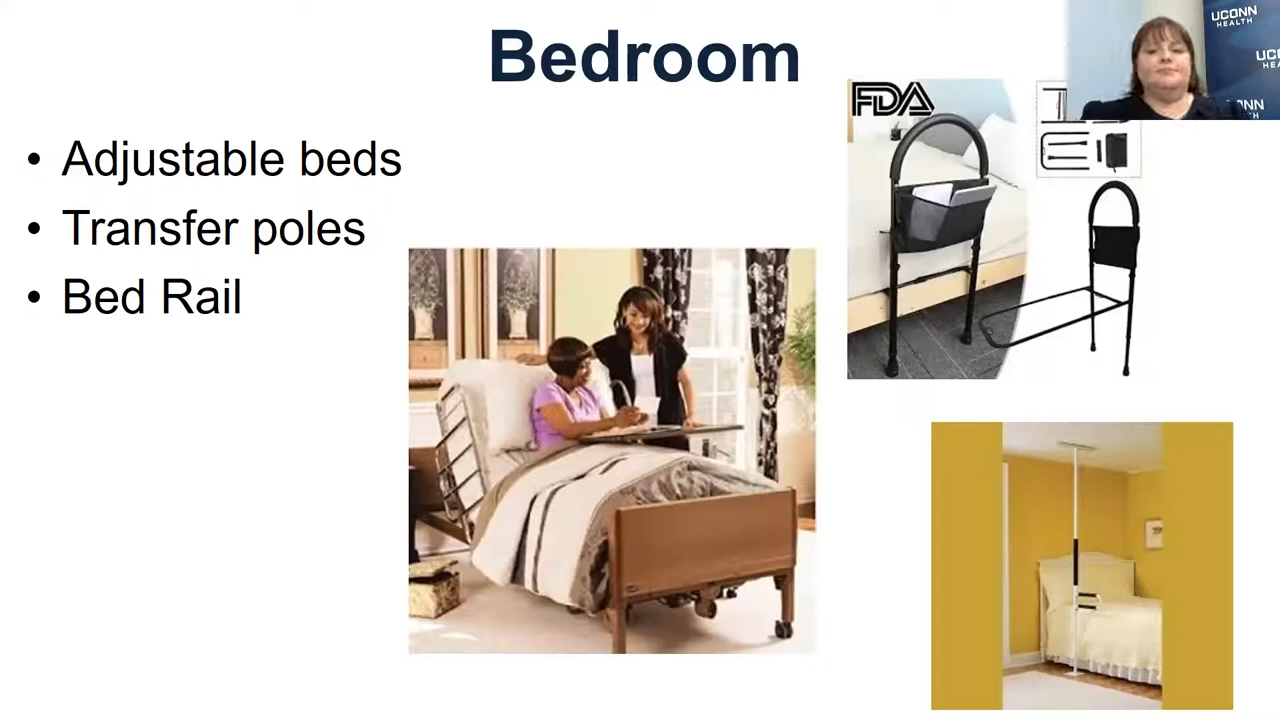 Bedroom
• Adjustable beds
• Transfer poles
• Bed Rail
FDA
UCONN
HEALTH